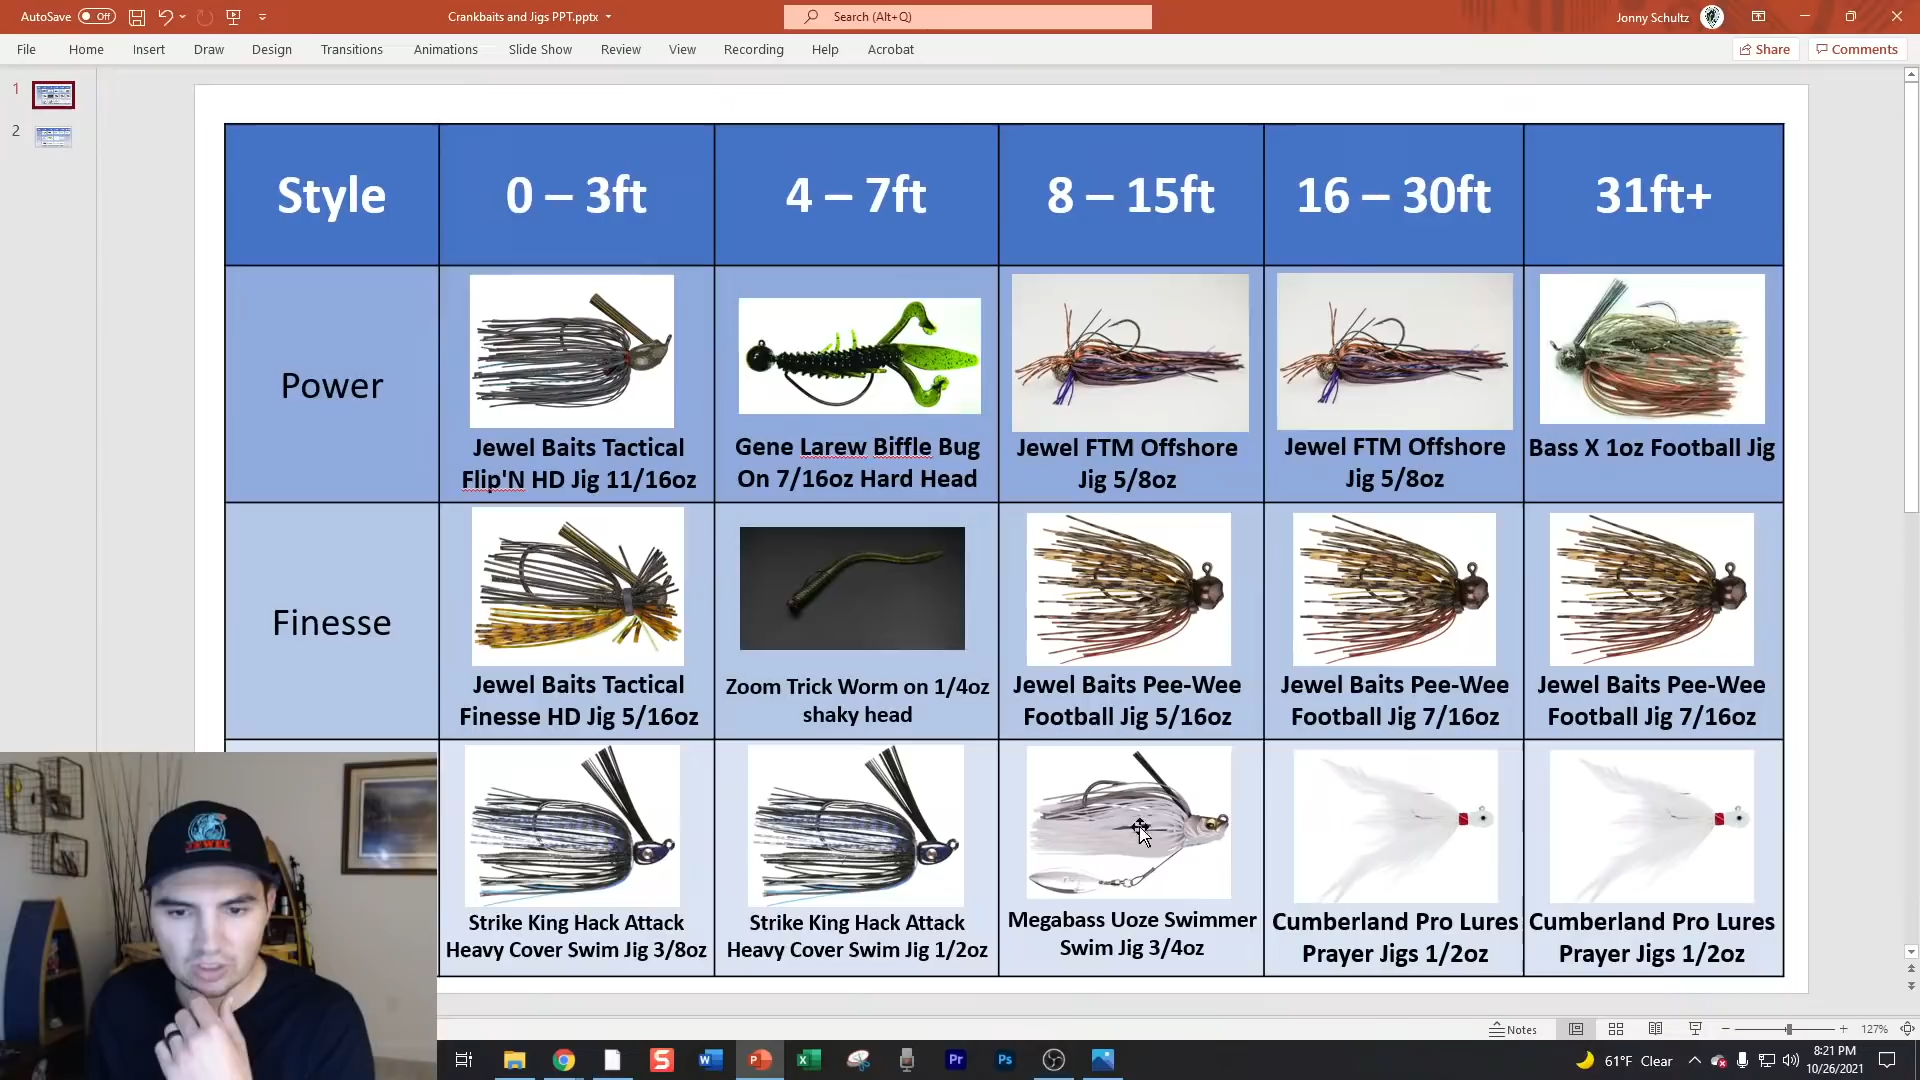 AutoSave Off Crankbaits and Jigs PPT.pptx Search (Alt+Q) Jonny Schultz
File Home Insert Draw Design Transitions Animations Slide Show Review View Recording Help Acrobat Share Comments
1
2
Style 0 – 3ft 4 – 7ft 8 – 15ft 16 – 30ft 31ft+
Power
Jewel Baits Tactical
Flip'N HD Jig 11/16oz
Gene Larew Biffle Bug
On 7/16oz Hard Head
Jewel FTM Offshore
Jig 5/8oz
Jewel FTM Offshore
Jig 5/8oz
Bass X 1oz Football Jig
Finesse
Jewel Baits Tactical
Finesse HD Jig 5/16oz
Zoom Trick Worm on 1/4oz
shaky head
Jewel Baits Pee-Wee
Football Jig 5/16oz
Jewel Baits Pee-Wee
Football Jig 7/16oz
Jewel Baits Pee-Wee
Football Jig 7/16oz
Strike King Hack Attack
Heavy Cover Swim Jig 3/8oz
Strike King Hack Attack
Heavy Cover Swim Jig 1/2oz
Megabass Uoze Swimmer
Swim Jig 3/4oz
Cumberland Pro Lures
Prayer Jigs 1/2oz
Cumberland Pro Lures
Prayer Jigs 1/2oz
JEWEL
Notes 127%
61°F Clear
8:21 PM
10/26/2021